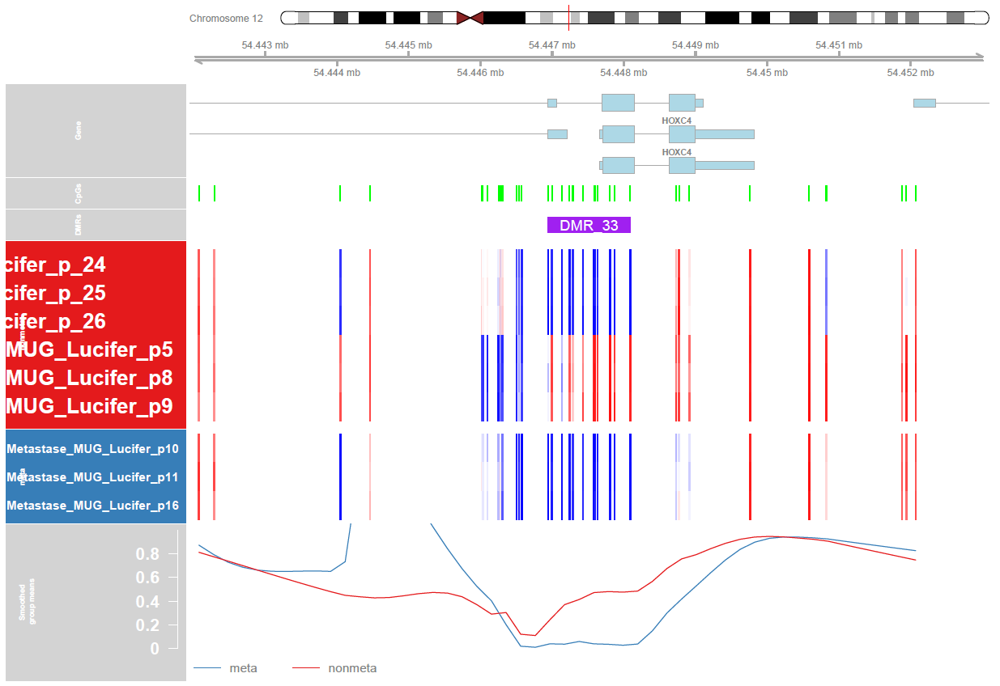 Chromosome 12
54.443 mb 54.445 mb 54.447 mb 54.449 mb 54.451 mb
54.444 mb 54.446 mb 54.448 mb 54.45 mb 54.452 mb
Gene
HOXC4
HOXC4
CpGs
DMRs
DMR_33
cifer_p_24
cifer_p_25
cifer_p_26
MUG_Lucifer_p5
MUG_Lucifer_p8
MUG_Lucifer_p9
Metastase_MUG_Lucifer_p10
Metastase_MUG_Lucifer_p11
meta
Metastase_MUG_Lucifer_p16
Smoothed
group means
0.8
0.6
0.4
0.2
0
meta nonmeta